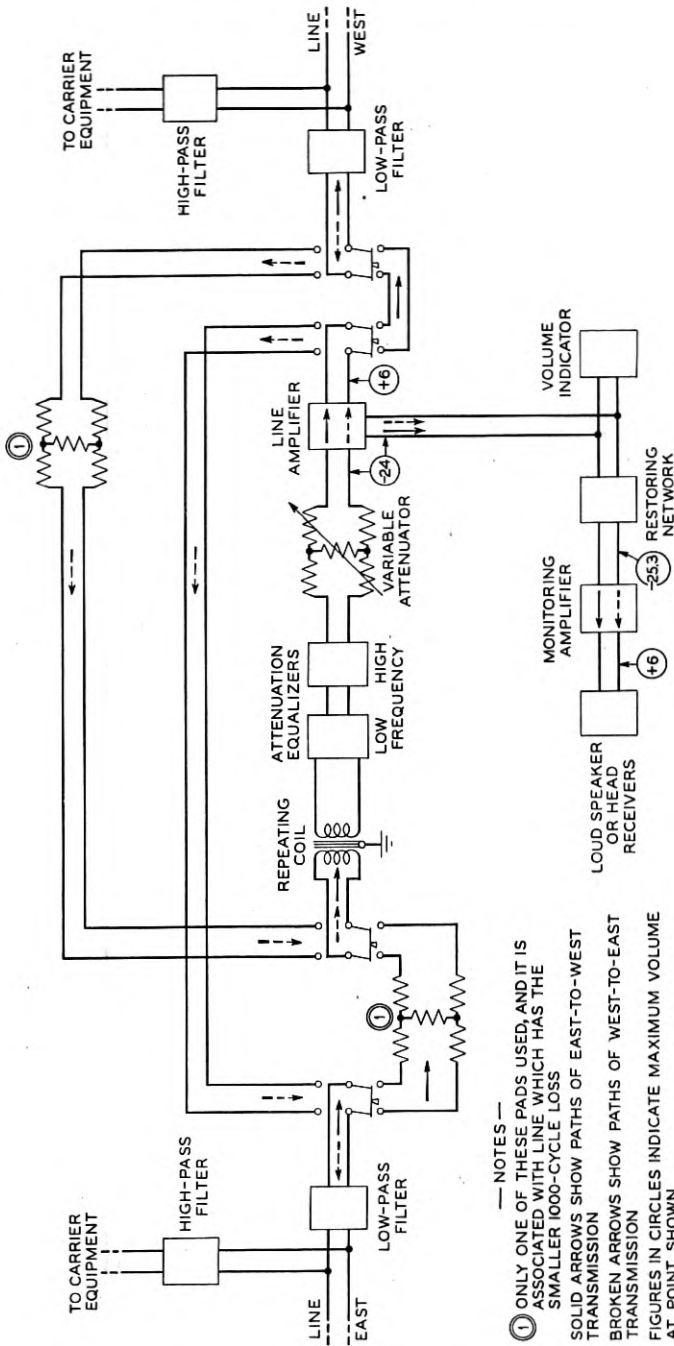 TO CARRIER
EQUIPMENT
HIGH-PASS
FILTER
LINE
WEST
LOW-PASS
FILTER
1
LINE
AMPLIFIER
+6
-24
VARIABLE
ATTENUATOR
ATTENUATION
EQUALIZERS
HIGH
LOW
FREQUENCY
REPEATING
COIL
VOLUME
INDICATOR
RESTORING
NETWORK
-25.3
MONITORING
AMPLIFIER
+6
LOUD SPEAKER
OR HEAD
RECEIVERS
1
TO CARRIER
EQUIPMENT
HIGH-PASS
FILTER
LOW-PASS
FILTER
LINE
EAST
— NOTES —
1 ONLY ONE OF THESE PADS USED, AND IT IS
ASSOCIATED WITH LINE WHICH HAS THE
SMALLER 1000-CYCLE LOSS
SOLID ARROWS SHOW PATHS OF EAST-TO-WEST
TRANSMISSION
BROKEN ARROWS SHOW PATHS OF WEST-TO-EAST
TRANSMISSION
FIGURES IN CIRCLES INDICATE MAXIMUM VOLUME
AT POINT SHOWN